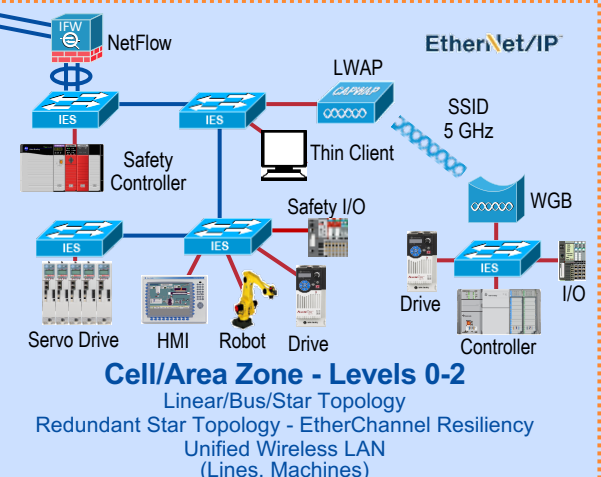 IFW
NetFlow
EtherNet/IP
LWAP
CAPWAP
SSID
5 GHz
IES
IES
Thin Client
Safety
Controller
WGB
Safety I/O
IES
IES
IES
Drive
I/O
Controller
Servo Drive
HMI
Robot
Drive
Cell/Area Zone - Levels 0-2
Linear/Bus/Star Topology
Redundant Star Topology - EtherChannel Resiliency
Unified Wireless LAN
(Lines, Machines)